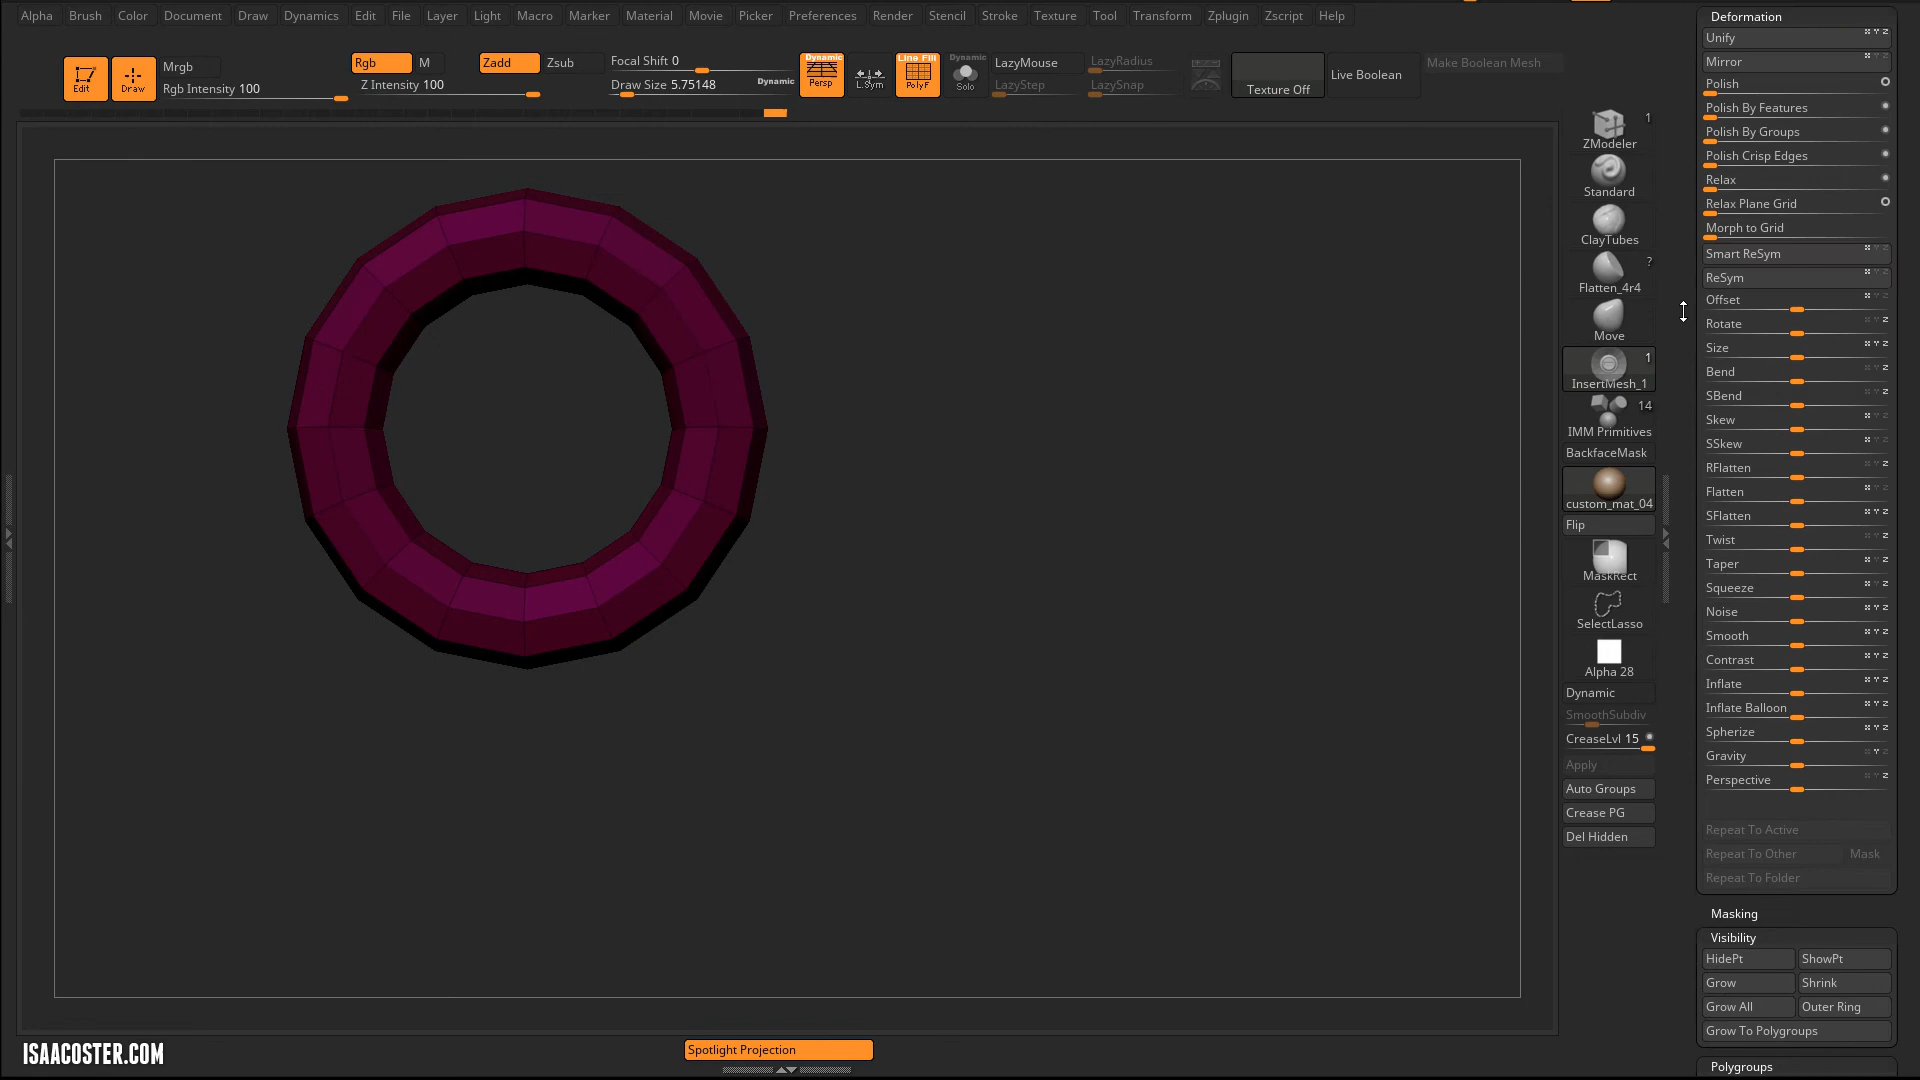 Alpha Brush Color Document Draw Dynamics Edit File Layer Light Macro Marker Material Movie Picker Preferences Render Stencil Stroke Texture Tool Transform Zplugin Zscript Help
Edit
Draw
Mrgb
Rgb Intensity 100
Rgb
M
Z Intensity 100
Zadd
Zsub
Focal Shift 0
Draw Size 5.75148
Dynamic
Dynamic
Persp
L.Sym
Line Fill
PolyF
Dynamic
Solo
LazyMouse
LazyStep
LazyRadius
LazySnap
Texture Off
Live Boolean
Make Boolean Mesh
1
ZModeler
Standard
ClayTubes
?
Flatten_4r4
Move
1
InsertMesh_1
14
IMM Primitives
BackfaceMask
custom_mat_04
Flip
MaskRect
SelectLasso
Alpha 28
Dynamic
SmoothSubdiv
CreaseLvl 15
Apply
Auto Groups
Crease PG
Del Hidden
Deformation
Unify
Mirror
Polish
Polish By Features
Polish By Groups
Polish Crisp Edges
Relax
Relax Plane Grid
Morph to Grid
Smart ReSym
ReSym
Offset
Rotate
Size
Bend
SBend
Skew
SSkew
RFlatten
Flatten
SFlatten
Twist
Taper
Squeeze
Noise
Smooth
Contrast
Inflate
Inflate Balloon
Spherize
Gravity
Perspective
Repeat To Active
Repeat To Other Mask
Repeat To Folder
Masking
Visibility
HidePt ShowPt
Grow Shrink
Grow All Outer Ring
Grow To Polygroups
Polygroups
ISAACOSTER.COM
Spotlight Projection